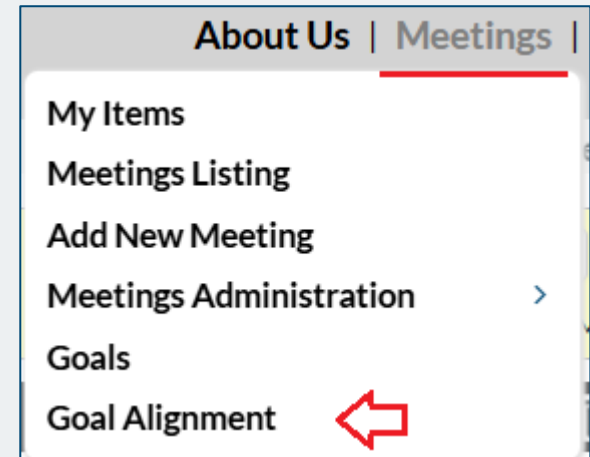 About Us | Meetings |
My Items
Meetings Listing
Add New Meeting
Meetings Administration >
Goals
Goal Alignment